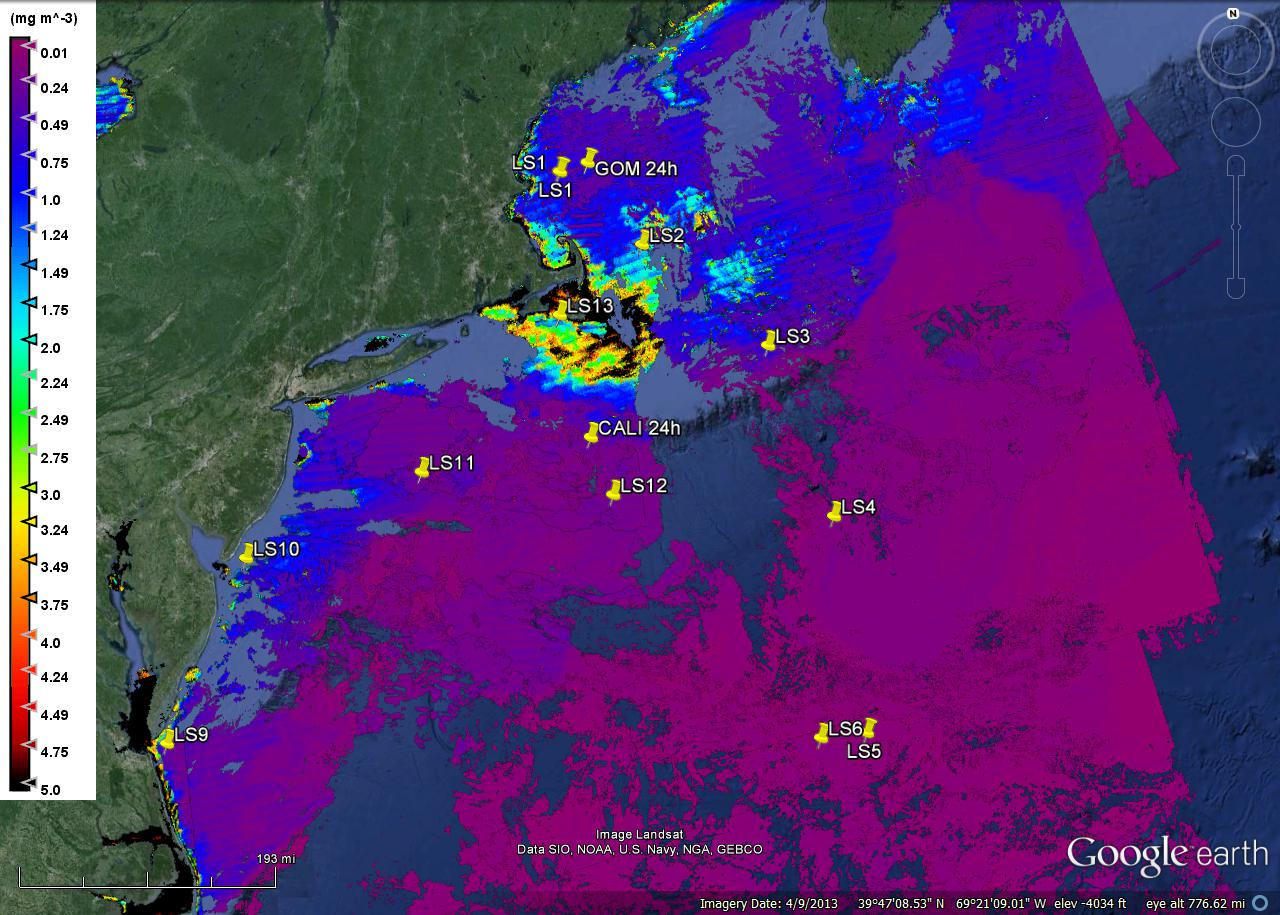 (mg m^-3)
0.01
0.24
0.49
0.75
1.0
1.24
1.49
1.75
2.0
2.24
2.49
2.75
3.0
3.24
3.49
3.75
4.0
4.24
4.49
4.75
5.0
N
LS1
GOM 24h
LS1
LS2
LS13
LS3
CALI 24h
LS11
LS12
LS4
LS10
LS6
LS5
LS9
193 mi
Image Landsat
Data SIO, NOAA, U.S. Navy, NGA, GEBCO
Google earth
Imagery Date: 4/9/2013 39°47'08.53" N 69°21'09.01" W elev -4034 ft eye alt 776.62 mi